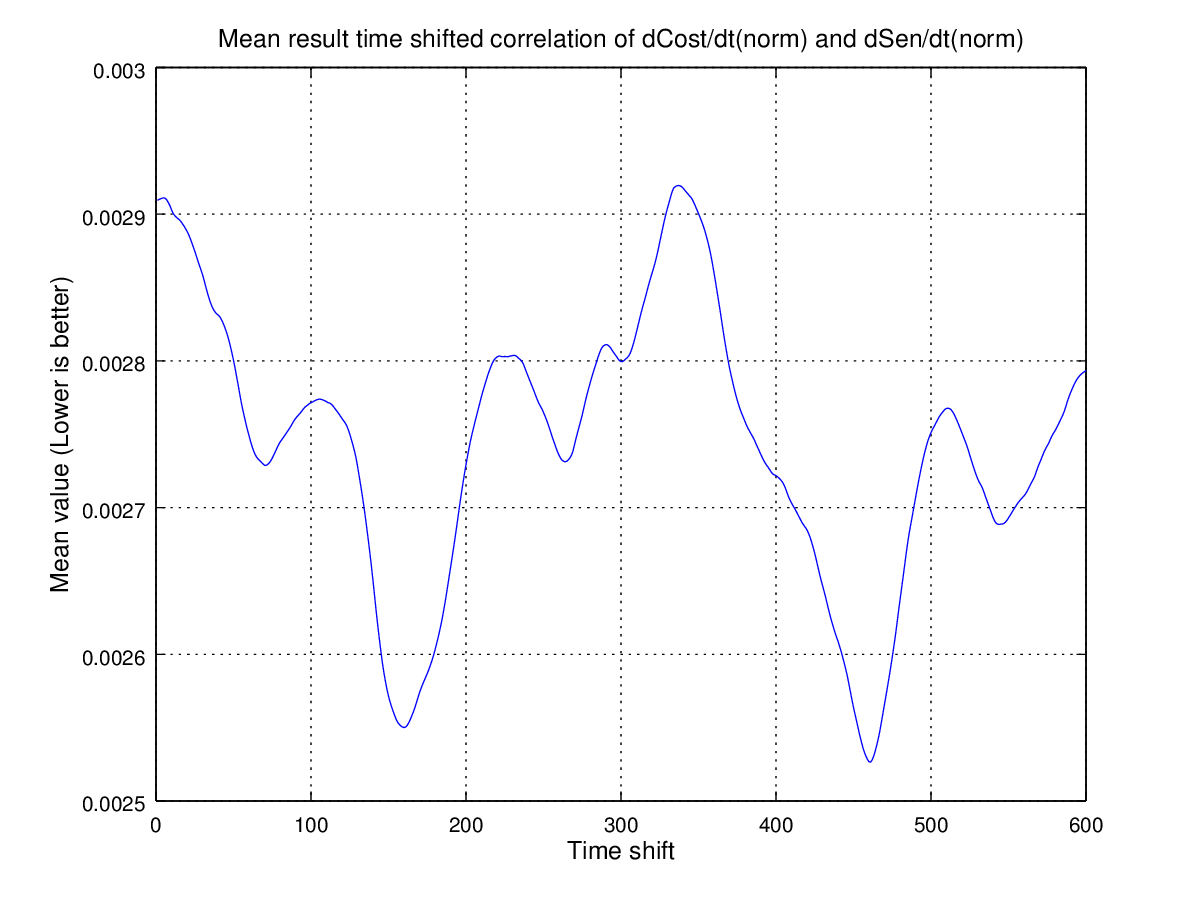 Mean result time shifted correlation of dCost/dt(norm) and dSen/dt(norm)
0.003
0.0029
0.0028
0.0027
0.0026
0.0025
Mean value (Lower is better)
0 100 200 300 400 500 600
Time shift